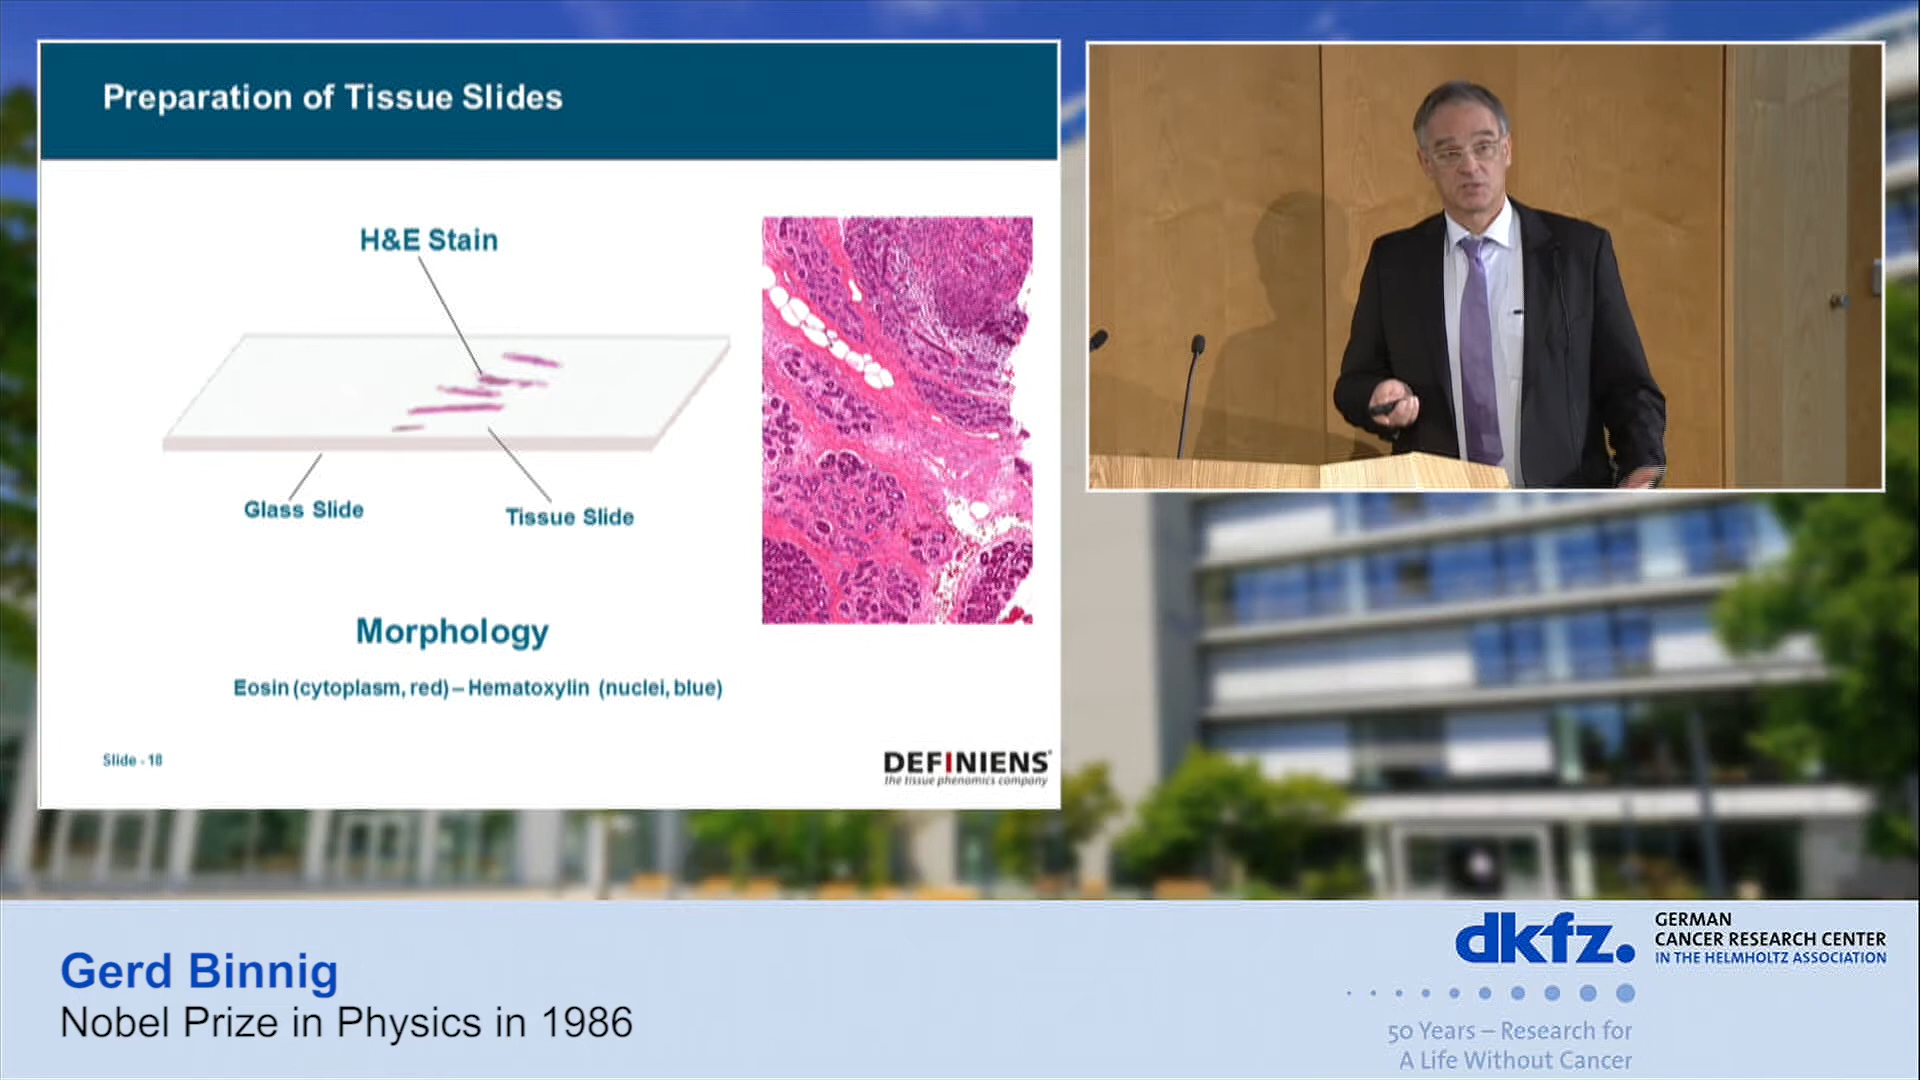 Preparation of Tissue Slides
H&E Stain
Glass Slide
Tissue Slide
Morphology
Eosin (cytoplasm, red) – Hematoxylin (nuclei, blue)
Slide - 18
DEFINIENS
the tissue phenomics company
Gerd Binnig
Nobel Prize in Physics in 1986
dkfz.
GERMAN
CANCER RESEARCH CENTER
IN THE HELMHOLTZ ASSOCIATION
50 Years – Research for
A Life Without Cancer